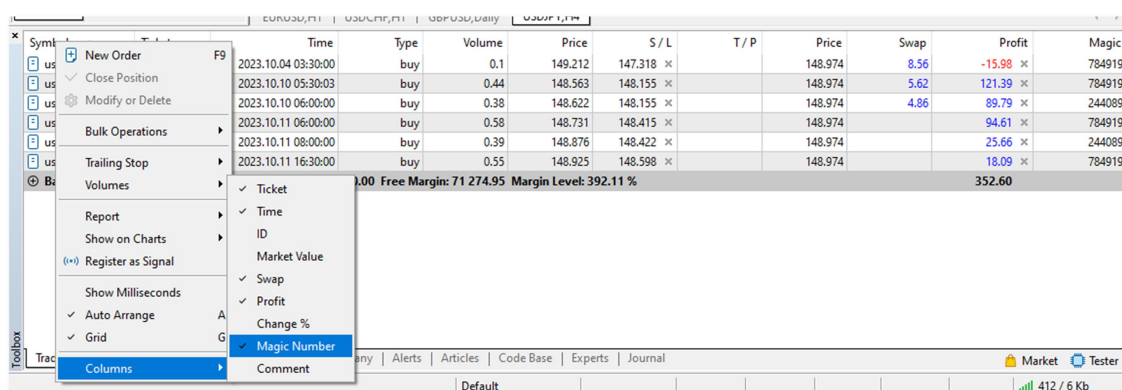 EURUSD,H1 | USDCHF,H1 | GBPUSD,Daily | USDJPY,H4
Time Type Volume Price S / L T / P Price Swap Profit Magic
us 2023.10.04 03:30:00 buy 0.1 149.212 147.318 148.974 8.56 -15.98 784919
us 2023.10.10 05:30:03 buy 0.44 148.563 148.155 148.974 5.62 121.39 784919
us 2023.10.10 06:00:00 buy 0.38 148.622 148.155 148.974 4.86 89.79 244089
us 2023.10.11 06:00:00 buy 0.58 148.731 148.415 148.974 94.61 784919
us 2023.10.11 08:00:00 buy 0.39 148.876 148.422 148.974 25.66 244089
us 2023.10.11 16:30:00 buy 0.55 148.925 148.598 148.974 18.09 784919
Ba .00 Free Margin: 71 274.95 Margin Level: 392.11 % 352.60
New Order F9
Close Position
Modify or Delete
Bulk Operations
Trailing Stop
Volumes
Report
Show on Charts
Register as Signal
Show Milliseconds
Auto Arrange A
Grid G
Columns
Ticket
Time
ID
Market Value
Swap
Profit
Change %
Magic Number
Comment
Toolbox
Trad any | Alerts | Articles | Code Base | Experts | Journal
Market Tester
Default 412 / 6 Kb